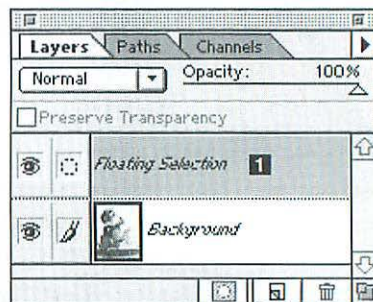 Layers Paths Channels
Normal Opacity: 100%
Preserve Transparency
Floating Selection 1
Background